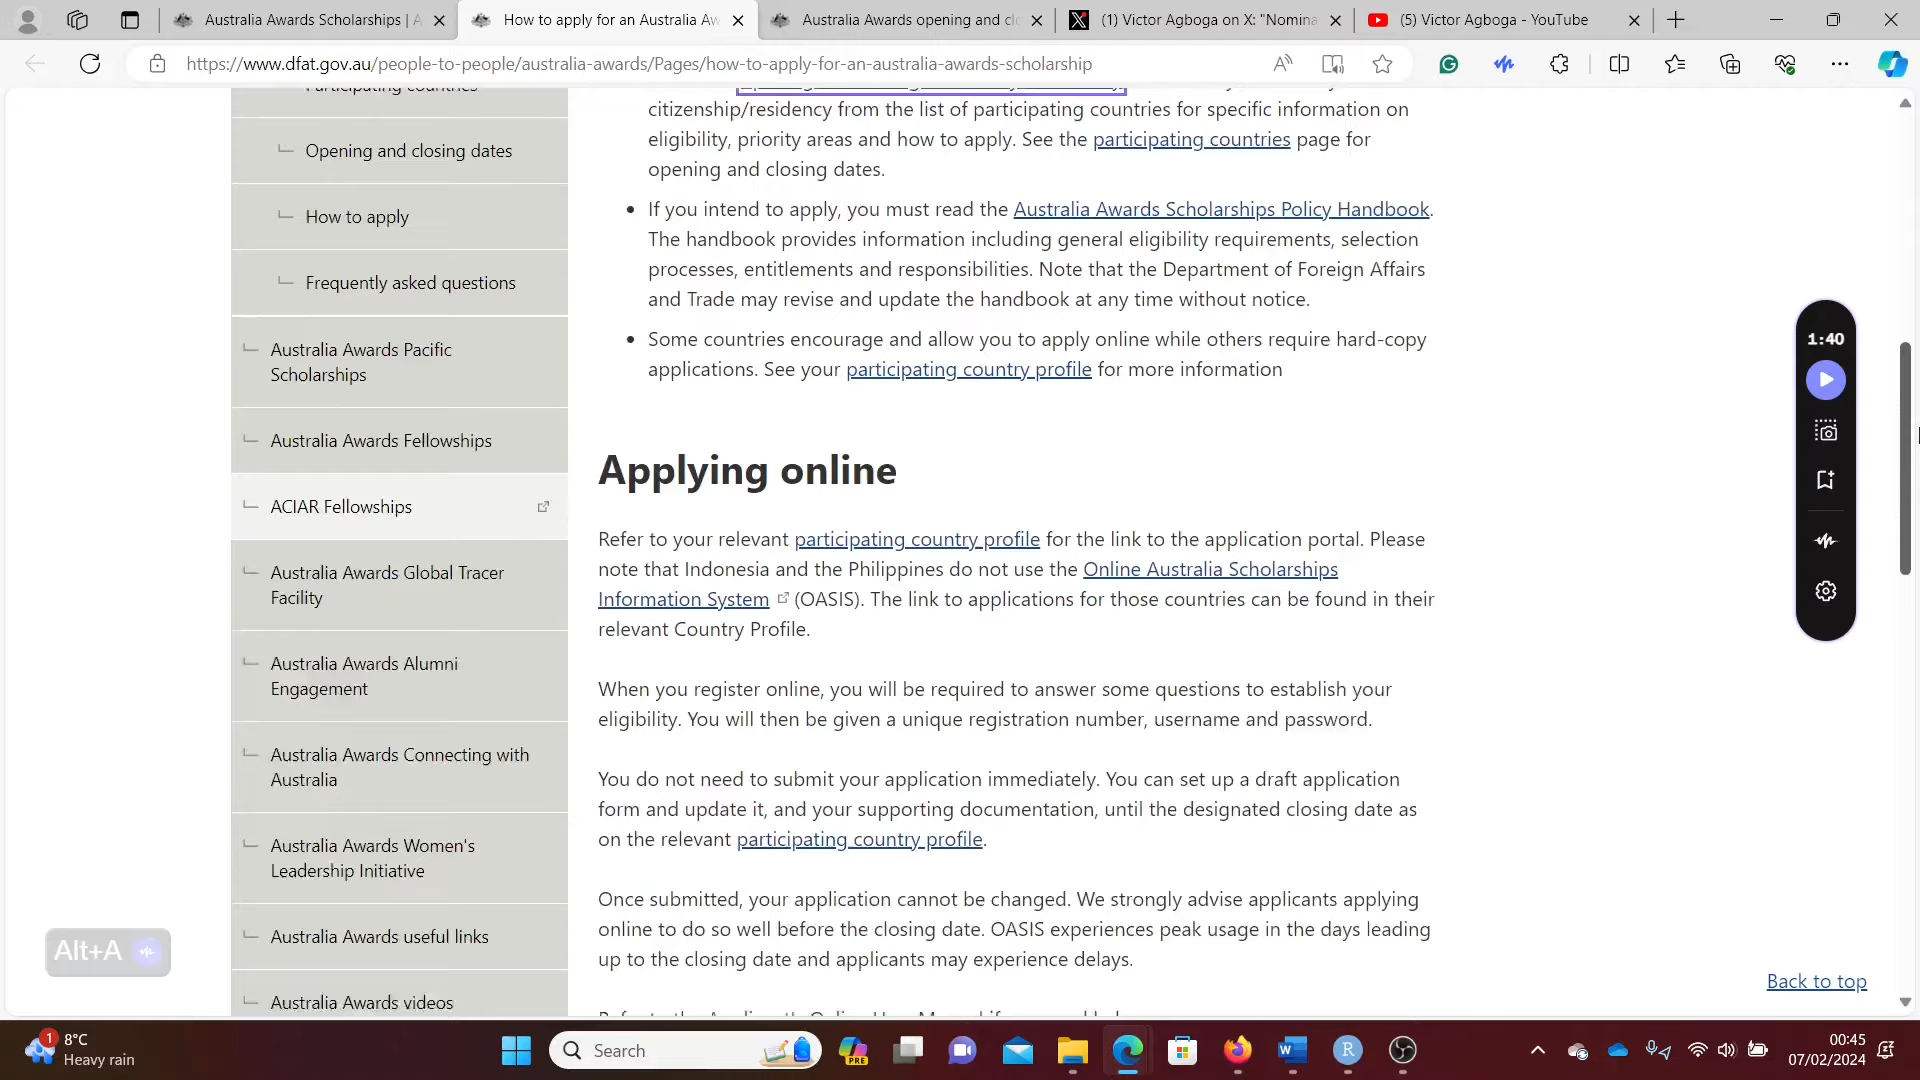 Australia Awards Scholarships | A
How to apply for an Australia Aw
Australia Awards opening and cl
(1) Victor Agboga on X: "Nomina
(5) Victor Agboga - YouTube
https://www.dfat.gov.au/people-to-people/australia-awards/Pages/how-to-apply-for-an-australia-awards-scholarship
Participating countries
Opening and closing dates
How to apply
Frequently asked questions
Australia Awards Pacific
Scholarships
Australia Awards Fellowships
ACIAR Fellowships
Australia Awards Global Tracer
Facility
Australia Awards Alumni
Engagement
Australia Awards Connecting with
Australia
Australia Awards Women's
Leadership Initiative
Australia Awards useful links
Australia Awards videos
citizenship/residency from the list of participating countries for specific information on
eligibility, priority areas and how to apply. See the participating countries page for
opening and closing dates.
• If you intend to apply, you must read the Australia Awards Scholarships Policy Handbook.
The handbook provides information including general eligibility requirements, selection
processes, entitlements and responsibilities. Note that the Department of Foreign Affairs
and Trade may revise and update the handbook at any time without notice.
• Some countries encourage and allow you to apply online while others require hard-copy
applications. See your participating country profile for more information
Applying online
Refer to your relevant participating country profile for the link to the application portal. Please
note that Indonesia and the Philippines do not use the Online Australia Scholarships
Information System (OASIS). The link to applications for those countries can be found in their
relevant Country Profile.
When you register online, you will be required to answer some questions to establish your
eligibility. You will then be given a unique registration number, username and password.
You do not need to submit your application immediately. You can set up a draft application
form and update it, and your supporting documentation, until the designated closing date as
on the relevant participating country profile.
Once submitted, your application cannot be changed. We strongly advise applicants applying
online to do so well before the closing date. OASIS experiences peak usage in the days leading
up to the closing date and applicants may experience delays.
Back to top
1:40
Alt+A
1
8°C
Heavy rain
Search
PRE
00:45
07/02/2024